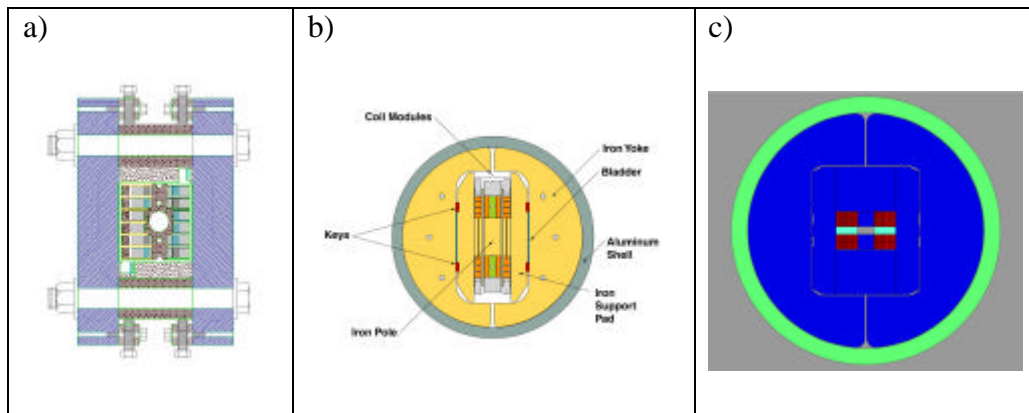 a)
b)
c)
Coil Modules
Iron Yoke
Bladder
Keys
Aluminum
Shell
Iron
Support
Pad
Iron Pole